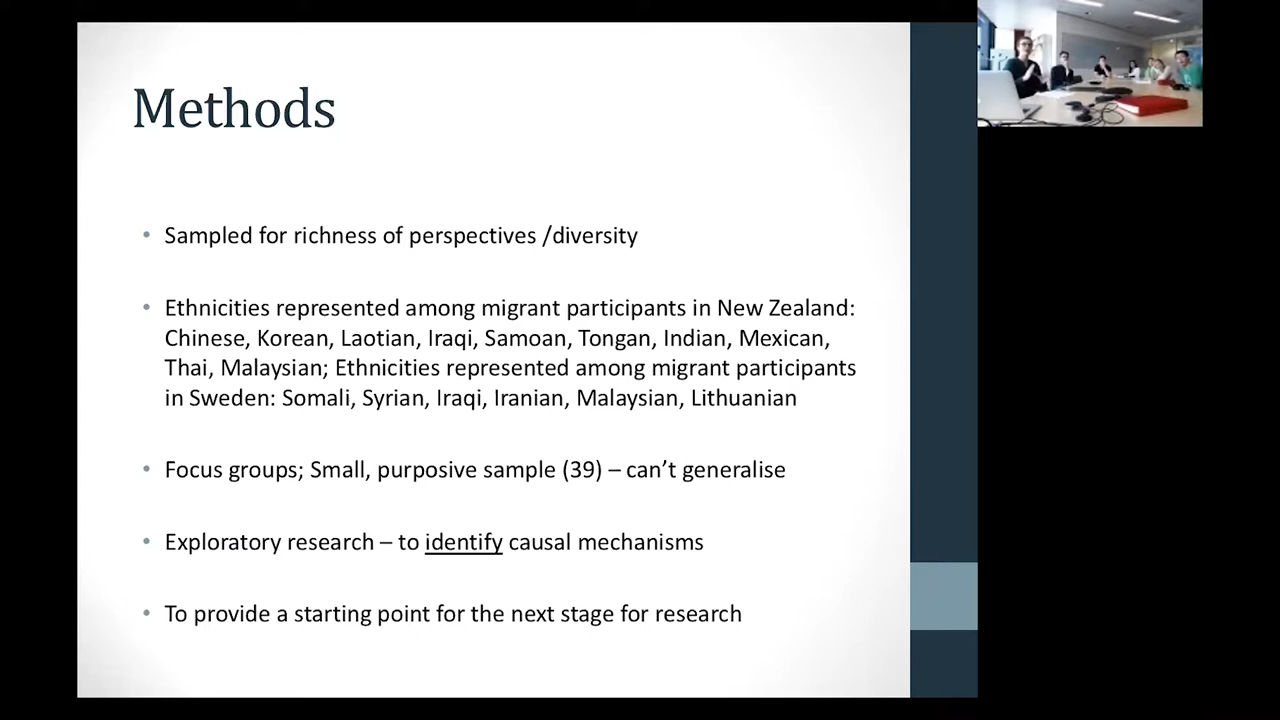 Methods
• Sampled for richness of perspectives /diversity
• Ethnicities represented among migrant participants in New Zealand:
Chinese, Korean, Laotian, Iraqi, Samoan, Tongan, Indian, Mexican,
Thai, Malaysian; Ethnicities represented among migrant participants
in Sweden: Somali, Syrian, Iraqi, Iranian, Malaysian, Lithuanian
• Focus groups; Small, purposive sample (39) – can’t generalise
• Exploratory research – to identify causal mechanisms
• To provide a starting point for the next stage for research